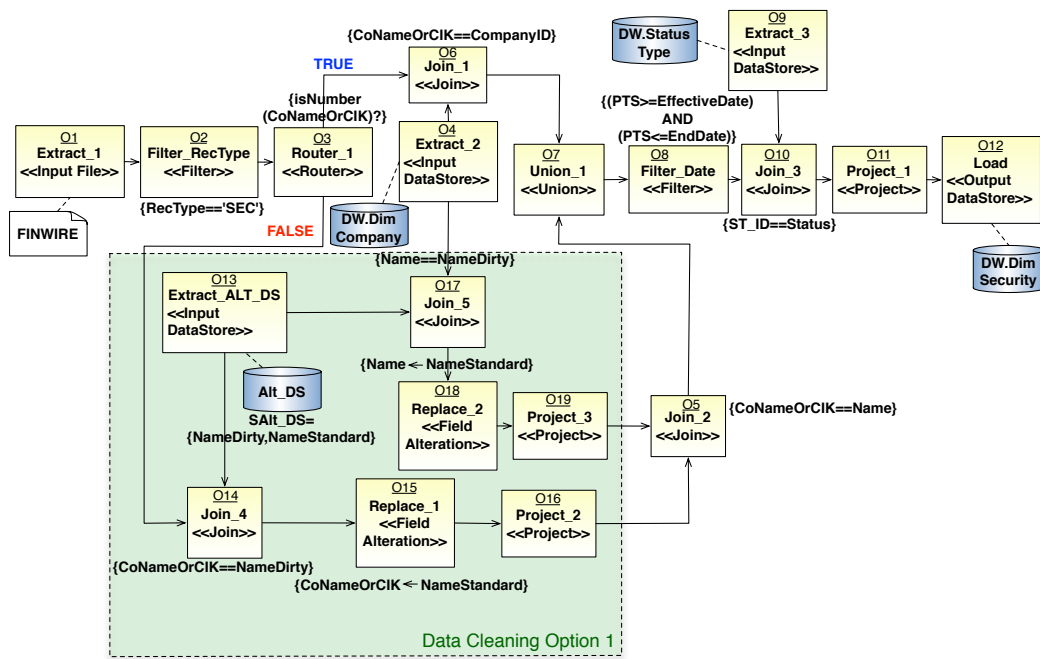 O9
Extract_3
<<Input
DataStore>>
DW.Status
Type
{CoNameOrCIK==CompanyID}
O6
Join_1
<<Join>>
TRUE
{isNumber
(CoNameOrCIK)?}
{(PTS>=EffectiveDate)
AND
(PTS<=EndDate)}
O1
Extract_1
<<Input File>>
O2
Filter_RecType
<<Filter>>
O3
Router_1
<<Router>>
O4
Extract_2
<<Input
DataStore>>
O7
Union_1
<<Union>>
O8
Filter_Date
<<Filter>>
O10
Join_3
<<Join>>
O11
Project_1
<<Project>>
O12
Load
<<Output
DataStore>>
{RecType=='SEC'}
FINWIRE
FALSE
DW.Dim
Company
{ST_ID==Status}
DW.Dim
Security
{Name==NameDirty}
O13
Extract_ALT_DS
<<Input
DataStore>>
O17
Join_5
<<Join>>
{Name ← NameStandard}
Alt_DS
SAlt_DS=
{NameDirty,NameStandard}
O18
Replace_2
<<Field
Alteration>>
O19
Project_3
<<Project>>
O5
Join_2
<<Join>>
{CoNameOrCIK==Name}
O14
Join_4
<<Join>>
O15
Replace_1
<<Field
Alteration>>
O16
Project_2
<<Project>>
{CoNameOrCIK==NameDirty}
{CoNameOrCIK ← NameStandard}
Data Cleaning Option 1